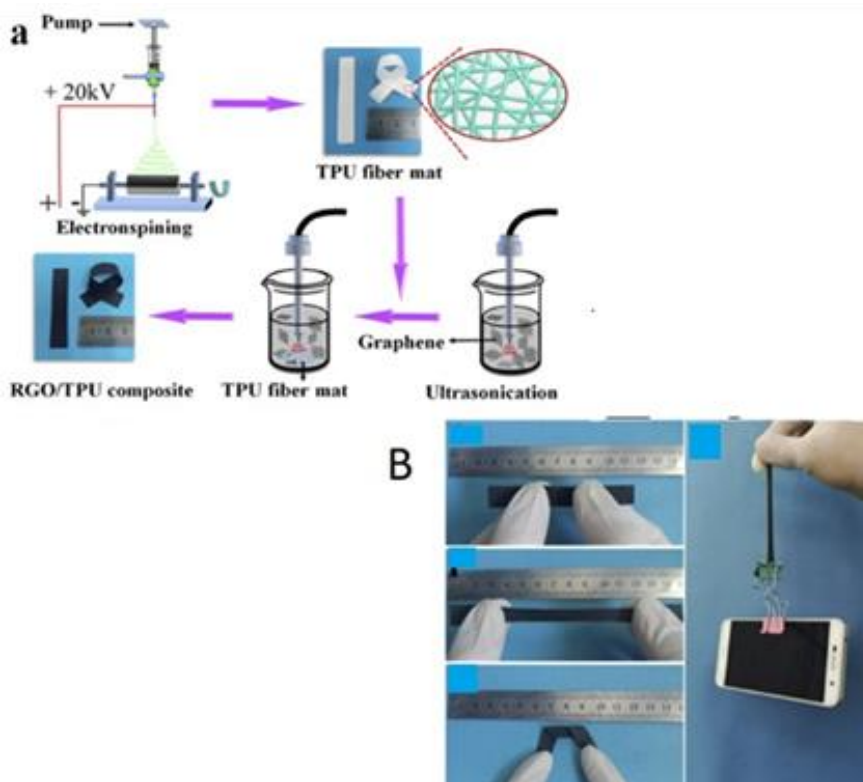 a
Pump
+ 20kV
+
-
Electronspining
TPU fiber mat
RGO/TPU composite
TPU fiber mat
Graphene
Ultrasonication
B